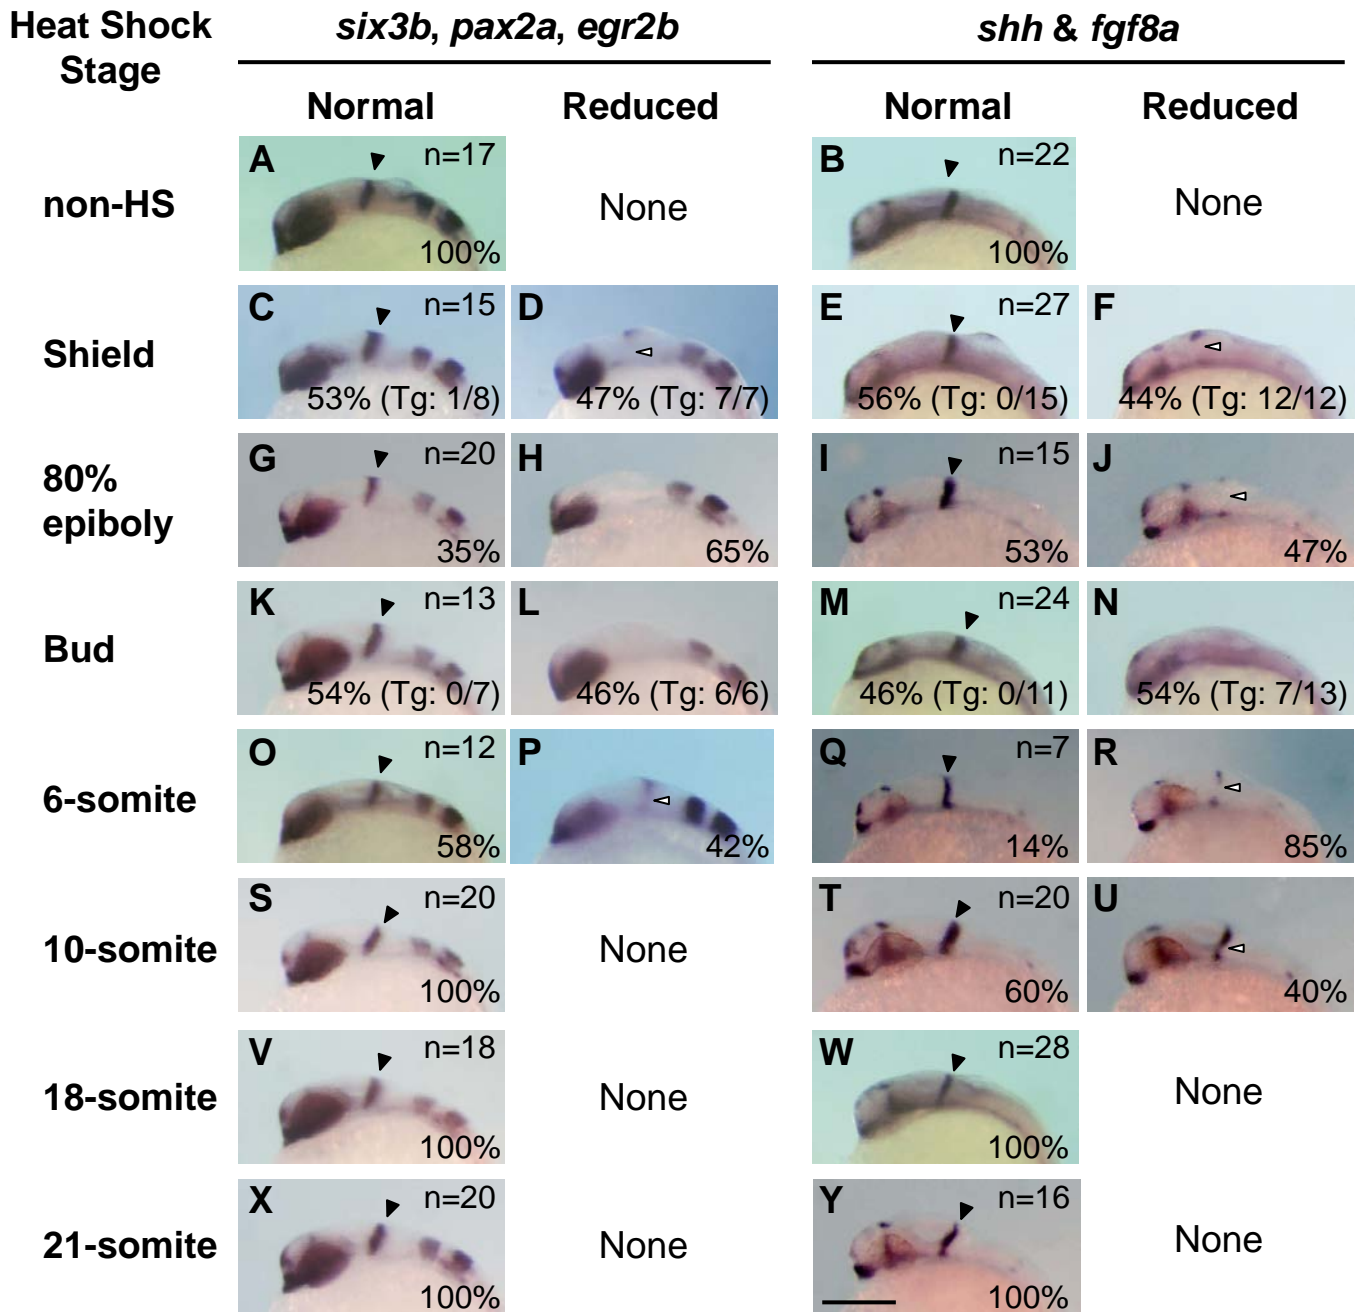 Heat Shock
Stage
six3b, pax2a, egr2b
shh & fgf8a
Normal
Reduced
Normal
Reduced
non-HS
A n=17
100%
None
B n=22
100%
None
Shield
C n=15
53% (Tg: 1/8)
D
47% (Tg: 7/7)
E n=27
56% (Tg: 0/15)
F
44% (Tg: 12/12)
80%
epiboly
G n=20
35%
H
65%
I n=15
53%
J
47%
Bud
K n=13
54% (Tg: 0/7)
L
46% (Tg: 6/6)
M n=24
46% (Tg: 0/11)
N
54% (Tg: 7/13)
6-somite
O n=12
58%
P
42%
Q n=7
14%
R
85%
10-somite
S n=20
100%
None
T n=20
60%
U
40%
18-somite
V n=18
100%
None
W n=28
100%
None
21-somite
X n=20
100%
None
Y n=16
100%
None